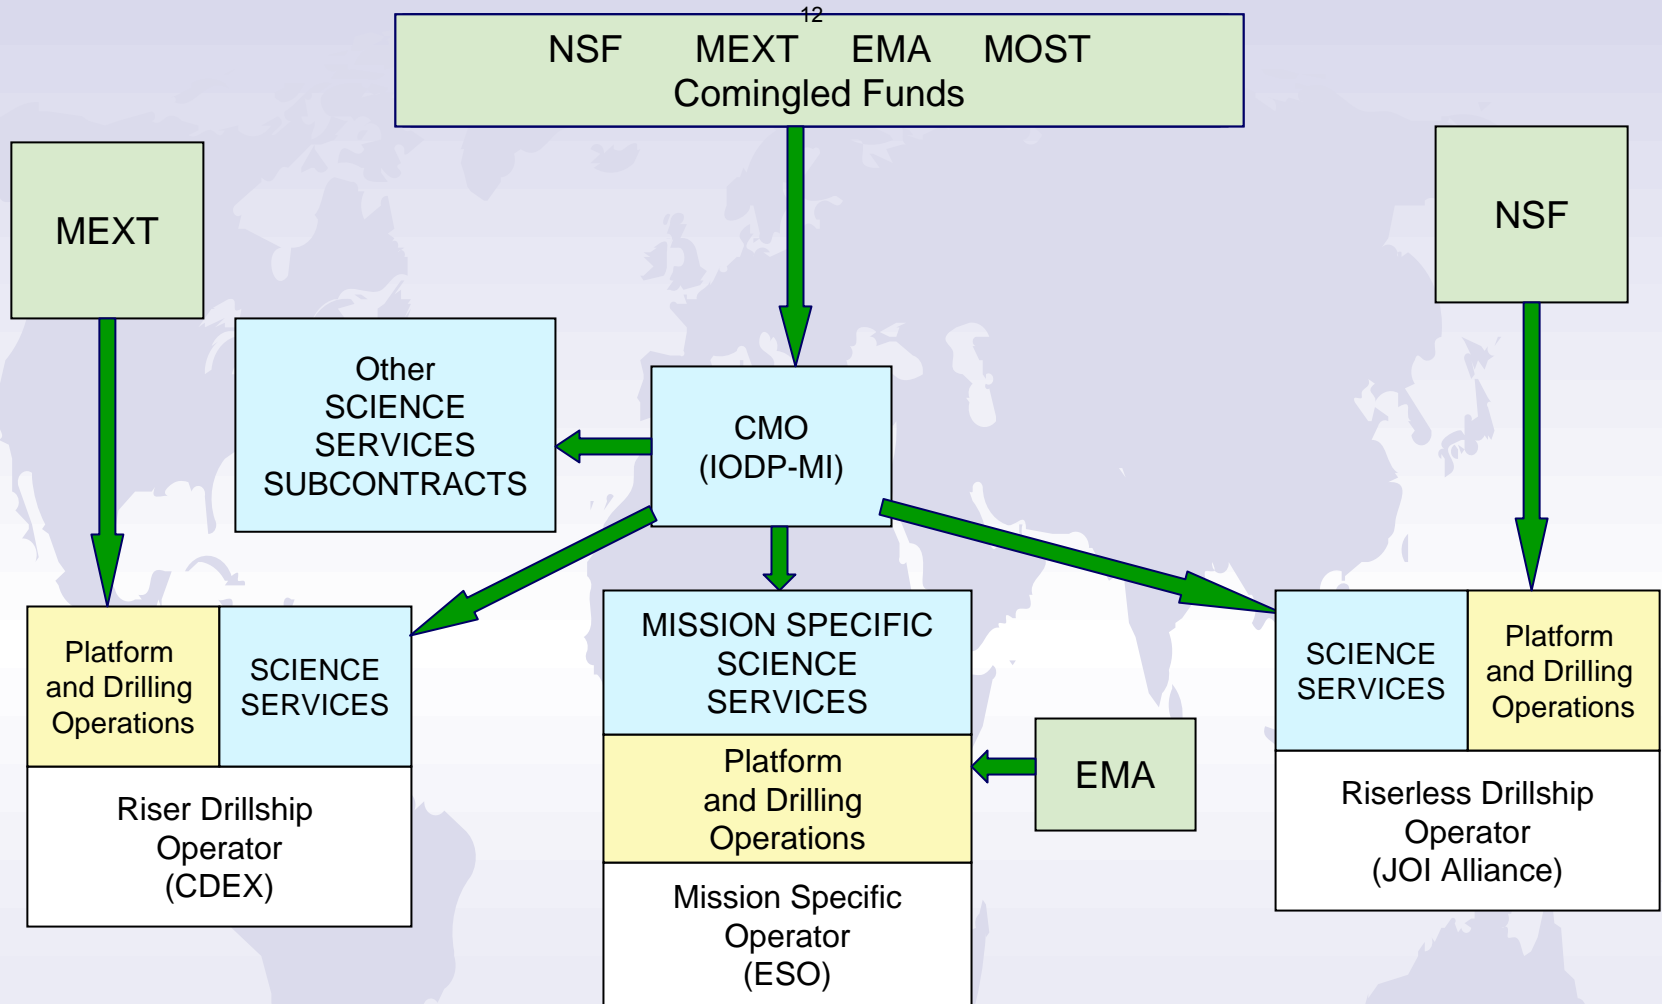 12
NSF MEXT EMA MOST
Comingled Funds
MEXT
NSF
Other
SCIENCE
SERVICES
SUBCONTRACTS
CMO
(IODP-MI)
Platform
and Drilling
Operations
SCIENCE
SERVICES
MISSION SPECIFIC
SCIENCE
SERVICES
SCIENCE
SERVICES
Platform
and Drilling
Operations
Platform
and Drilling
Operations
EMA
Riser Drillship
Operator
(CDEX)
Mission Specific
Operator
(ESO)
Riserless Drillship
Operator
(JOI Alliance)